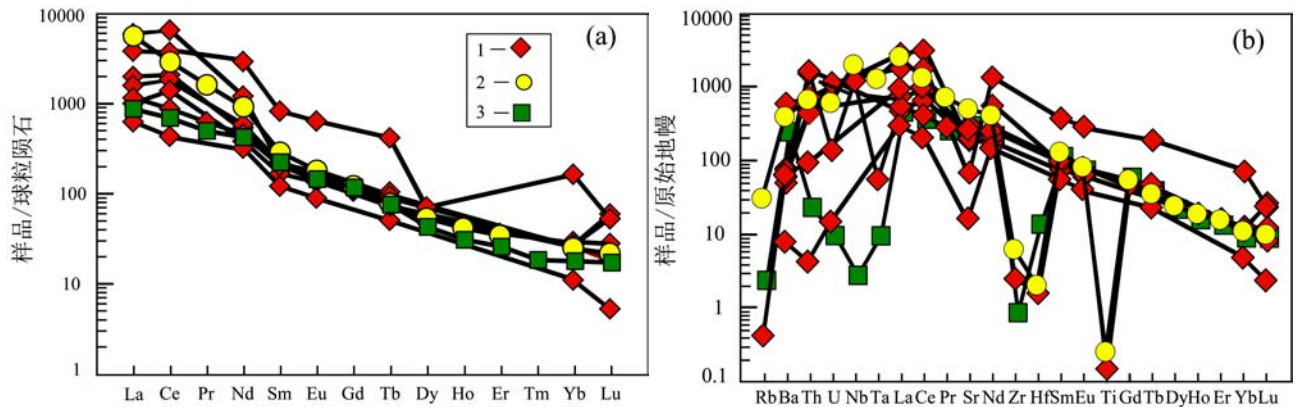 (a)
样品/球粒陨石
10000
1000
100
10
1
1
2
3
La Ce Pr Nd Sm Eu Gd Tb Dy Ho Er Tm Yb Lu
(b)
样品/原始地幔
10000
1000
100
10
1
0.1
Rb Ba Th U Nb Ta La Ce Pr Sr Nd Zr Hf Sm Eu Ti Gd Tb Dy Ho Er Yb Lu